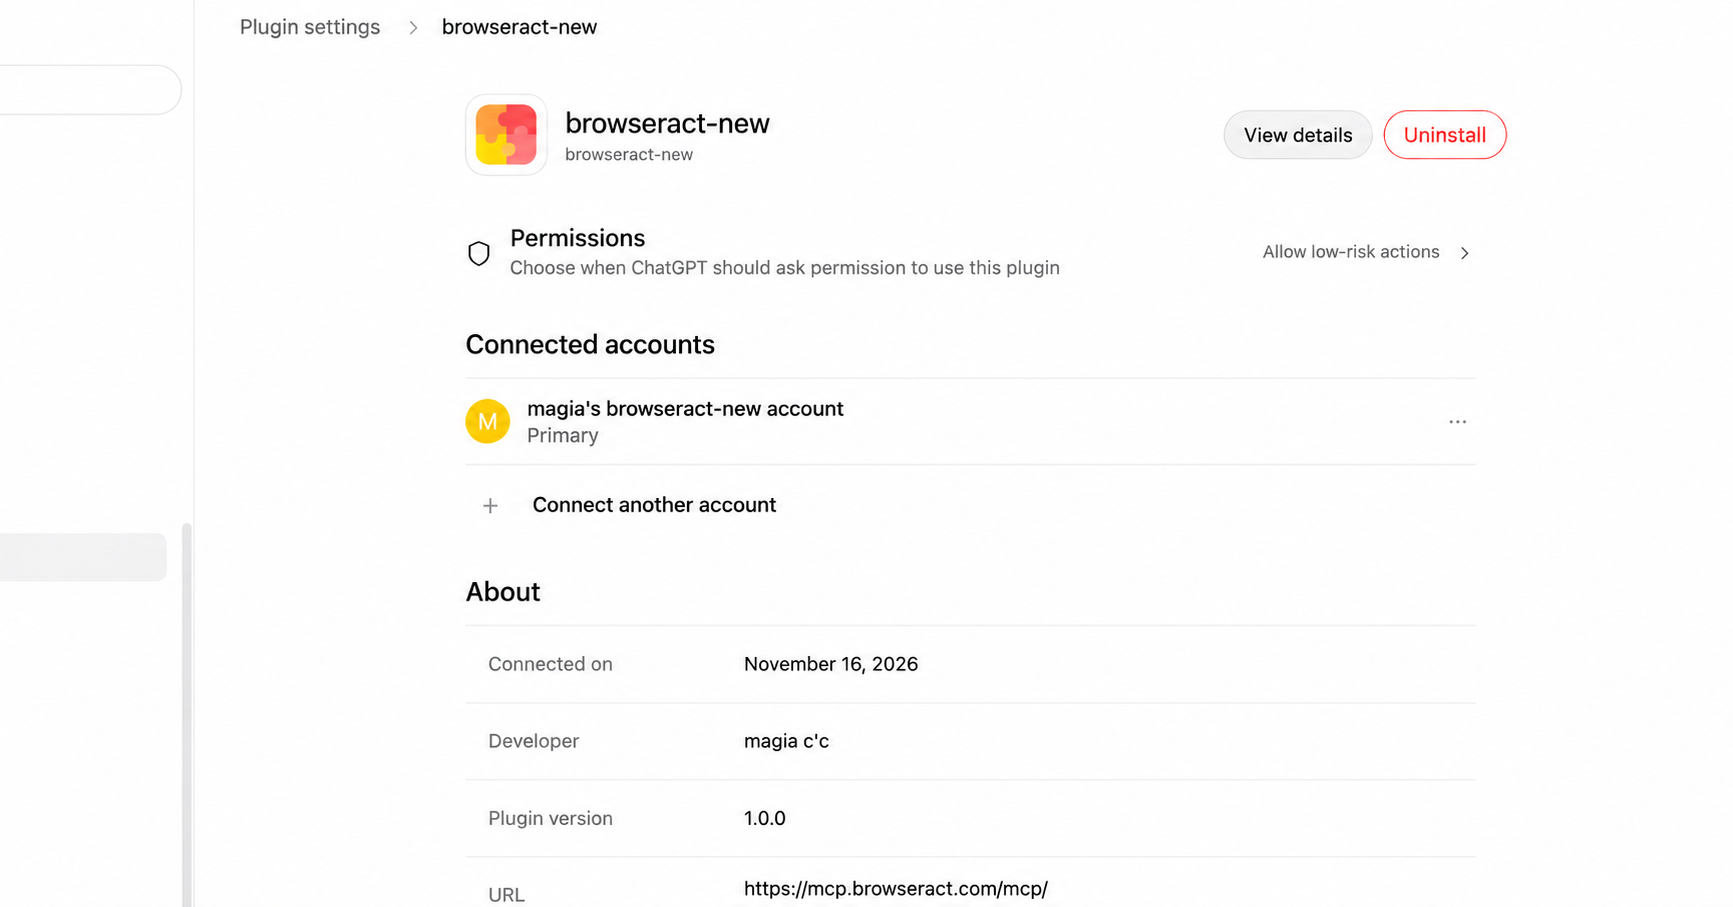 Plugin settings > browseract-new
browseract-new
browseract-new
View details
Uninstall
Permissions
Choose when ChatGPT should ask permission to use this plugin
Allow low-risk actions >
Connected accounts
M
magia's browseract-new account
Primary
...
+ Connect another account
About
Connected on November 16, 2026
Developer magia c'c
Plugin version 1.0.0
URL https://mcp.browseract.com/mcp/